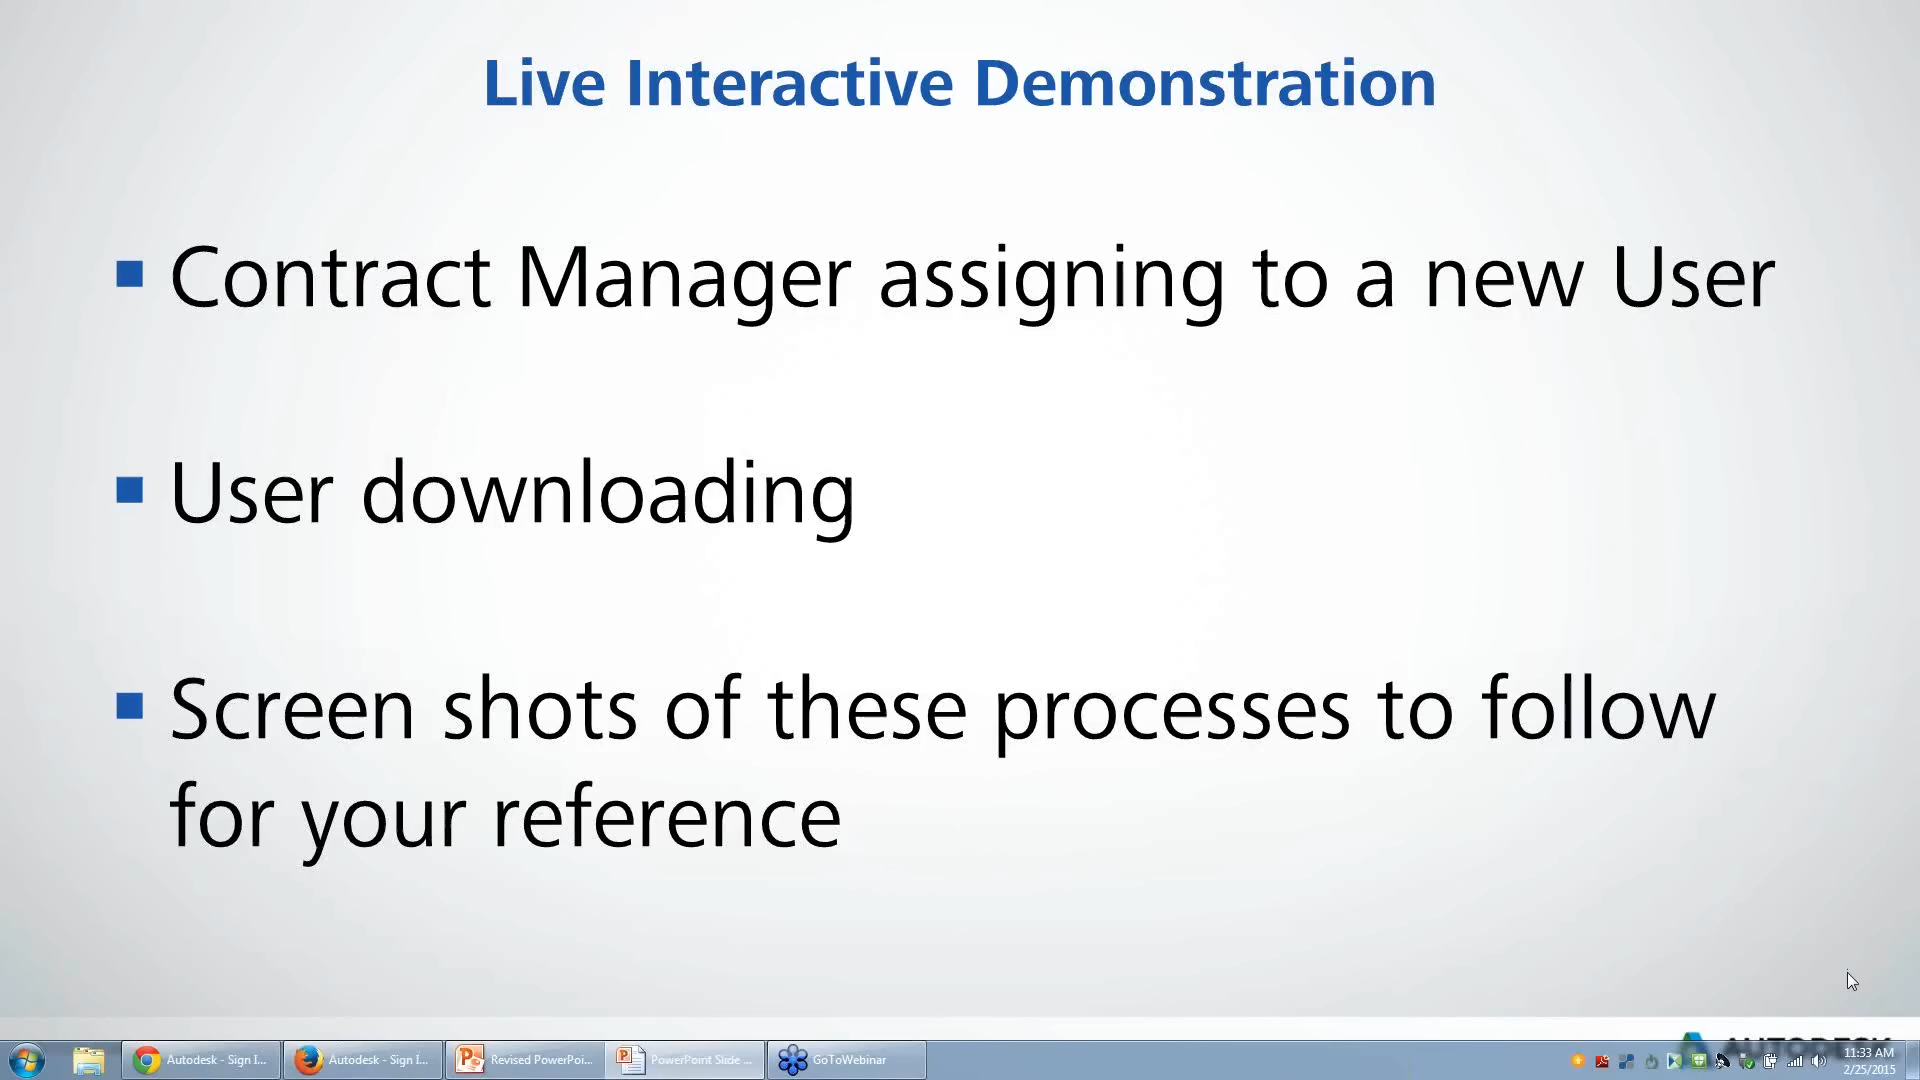 Live Interactive Demonstration
Contract Manager assigning to a new User
User downloading
Screen shots of these processes to follow
for your reference
Autodesk - Sign I...
Autodesk - Sign I...
Revised PowerPoi...
PowerPoint Slide ...
GoToWebinar
AUTODESK
11:33 AM
2/25/2015